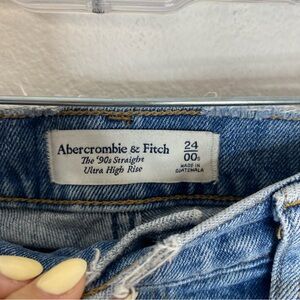 Abercrombie & Fitch
The '90s Straight
Ultra High Rise
24
00s
MADE IN
GUATEMALA